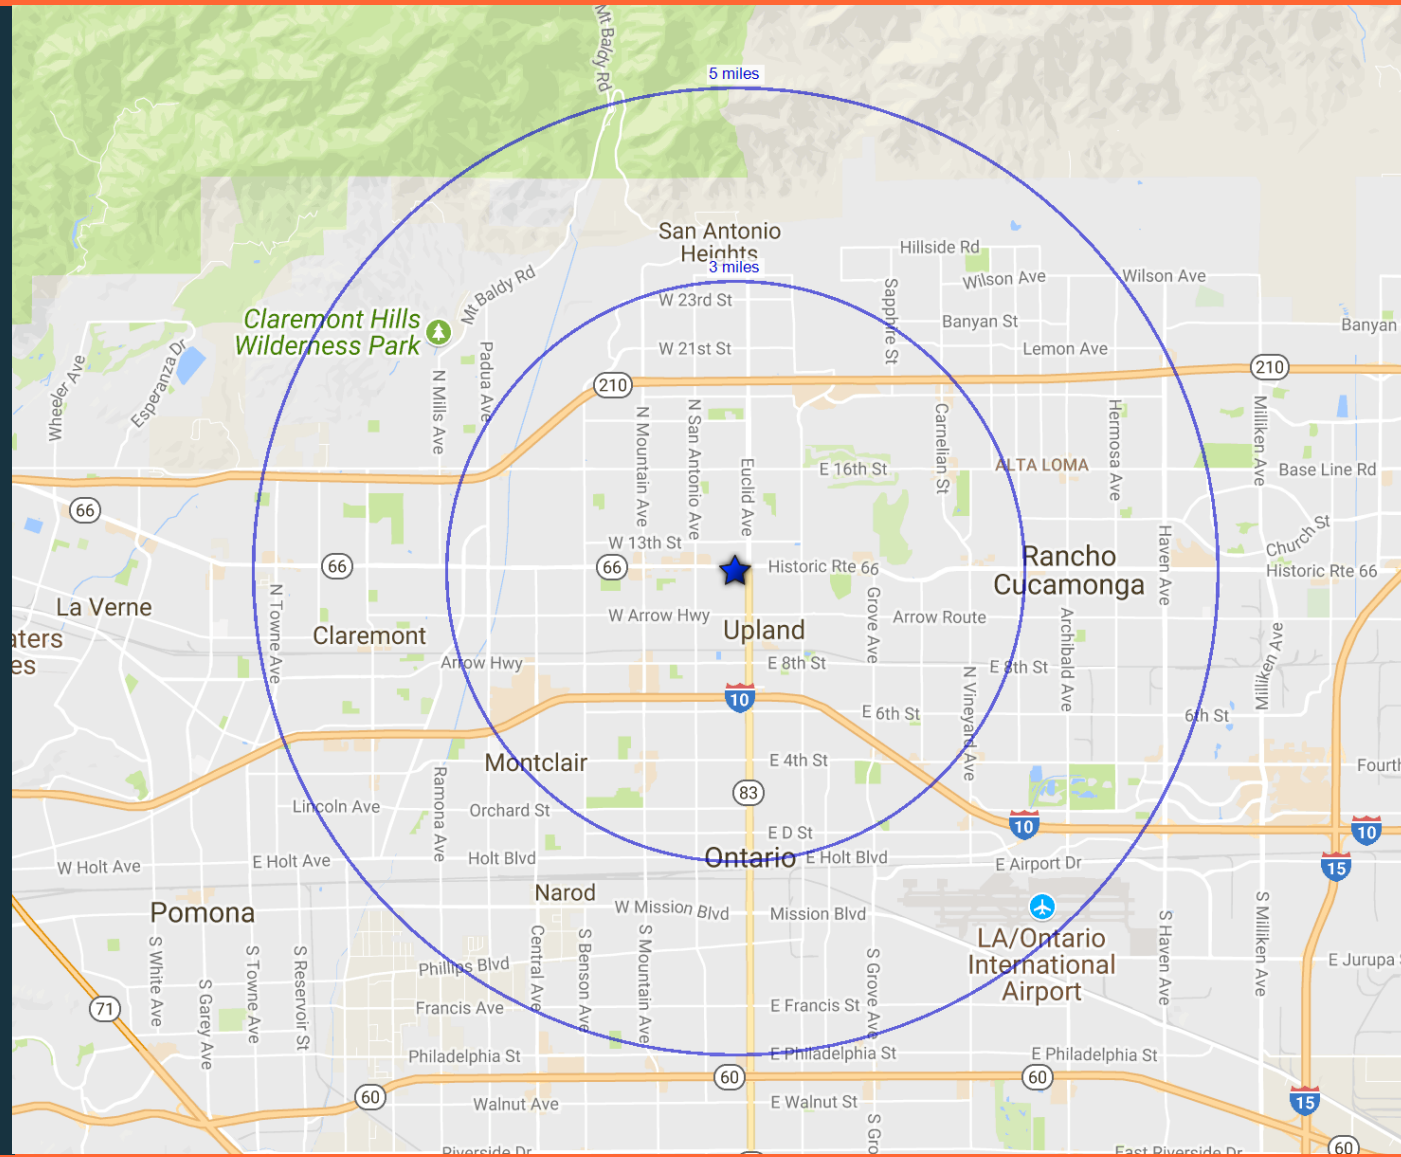 Mt Baldy Rd
5 miles
San Antonio
Heights
3 miles
Hillside Rd
Wilson Ave
Wilson Ave
Mt Baldy Rd
Claremont Hills
Wilderness Park
W 23rd St
Sapphire St
Banyan St
Banyan
W 21st St
Lemon Ave
Wheeler Ave
Esperanza Dr
N Mills Ave
Padua Ave
210
210
N Mountain Ave
N San Antonio Ave
Euclid Ave
Carnelian St
Hermosa Ave
Milliken Ave
E 16th St
ALTA LOMA
Base Line Rd
66
Church St
W 13th St
66
66
Historic Rte 66
Rancho
Cucamonga
Haven Ave
Historic Rte 66
La Verne
N Towne Ave
Claremont
W Arrow Hwy
Upland
Grove Ave
Arrow Route
Archibald Ave
Milliken Ave
aters
es
Arrow Hwy
E 8th St
E 8th St
N Vineyard Ave
10
E 6th St
6th St
Montclair
E 4th St
Fourth
Ramona Ave
83
Lincoln Ave
Orchard St
E D St
10
10
15
W Holt Ave
E Holt Ave
Holt Blvd
Ontario
E Holt Blvd
E Airport Dr
Narod
Pomona
W Mission Blvd
Mission Blvd
LA/Ontario
International
Airport
S White Ave
S Garey Ave
S Towne Ave
S Reservoir St
Phillips Blvd
Central Ave
S Benson Ave
S Mountain Ave
S Grove Ave
S Haven Ave
S Milliken Ave
E Jurupa S
71
Francis Ave
E Francis St
Philadelphia St
E Philadelphia St
E Philadelphia St
60
60
60
Walnut Ave
E Walnut St
15
S Gro
Riverside Dr
East Riverside Dr
60